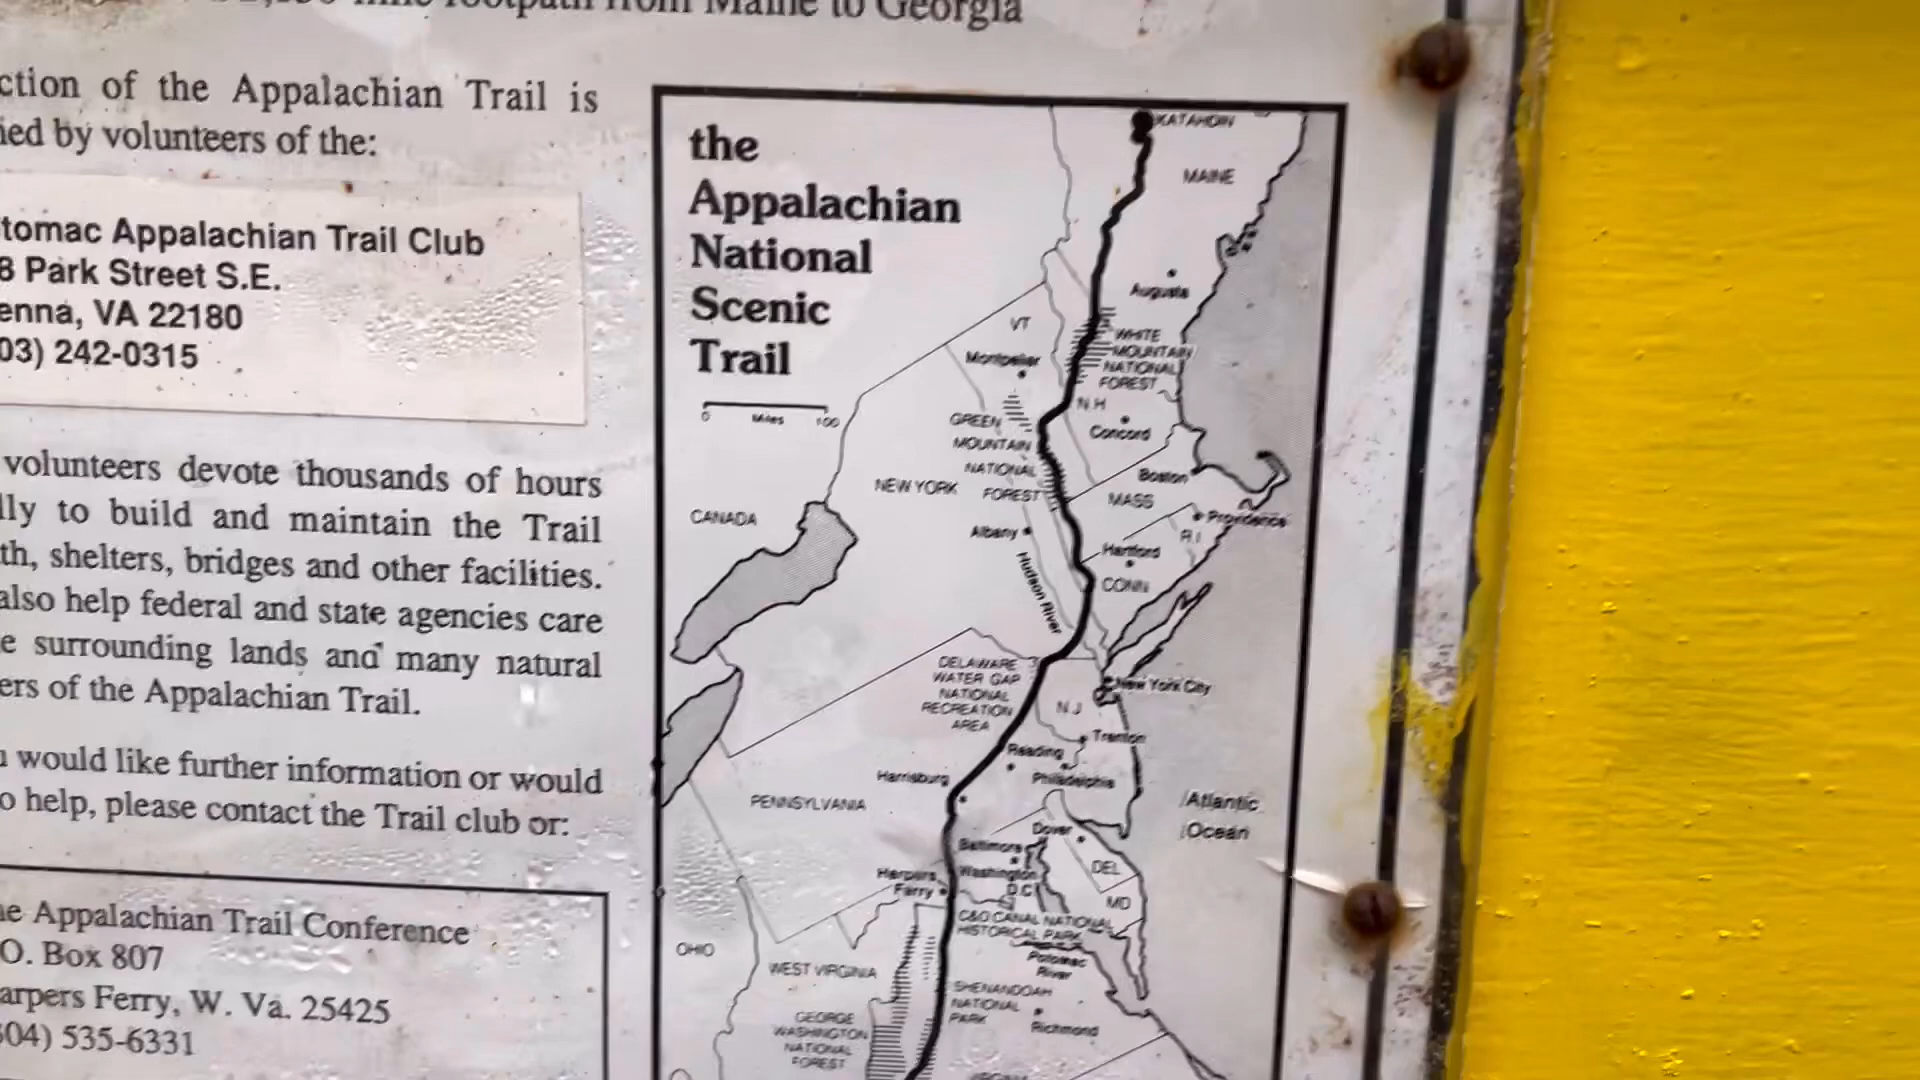 footpath from Maine to Georgia
ction of the Appalachian Trail is
ied by volunteers of the:
tomac Appalachian Trail Club
8 Park Street S.E.
enna, VA 22180
03) 242-0315
volunteers devote thousands of hours
lly to build and maintain the Trail
th, shelters, bridges and other facilities.
also help federal and state agencies care
e surrounding lands and many natural
ers of the Appalachian Trail.
would like further information or would
o help, please contact the Trail club or:
he Appalachian Trail Conference
O. Box 807
arpers Ferry, W. Va. 25425
304) 535-6331
the
Appalachian
National
Scenic
Trail
0 Miles 100
KATAHDIN
MAINE
Augusta
VT
Montpelier
WHITE
MOUNTAIN
NATIONAL
FOREST
N H
Concord
GREEN
MOUNTAIN
NATIONAL
FOREST
Boston
NEW YORK
MASS
CANADA
Providence
R.I
Albany
Hartford
CONN
Hudson River
DELAWARE
WATER GAP
NATIONAL
RECREATION
AREA
New York City
N J
Trenton
Reading
Philadelphia
Harrisburg
PENNSYLVANIA
Atlantic
Ocean
Dover
Baltimore
DEL
Harpers
Ferry
Washington
D.C
MD
C&O CANAL NATIONAL
HISTORICAL PARK
Potomac
River
OHIO
WEST VIRGINIA
SHENANDOAH
NATIONAL
PARK
Richmond
GEORGE
WASHINGTON
NATIONAL
FOREST